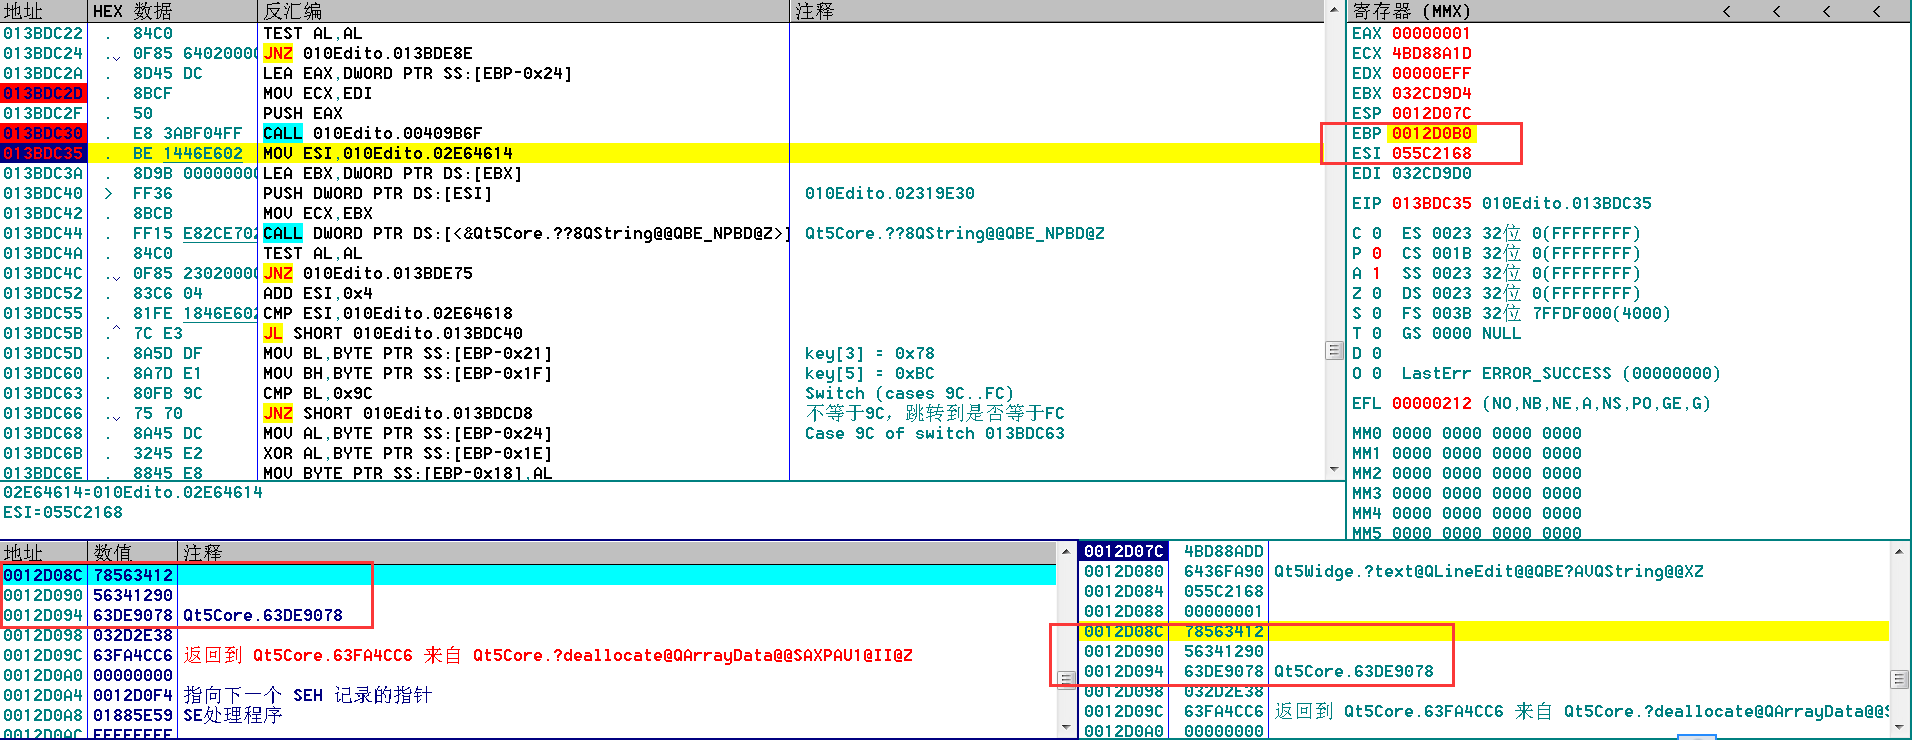 地址 HEX 数据 反汇编 注释
013BDC22 . 84C0 TEST AL,AL
013BDC24 .ˬ 0F85 64020000 JNZ 010Edito.013BDE8E
013BDC2A . 8D45 DC LEA EAX,DWORD PTR SS:[EBP-0x24]
013BDC2D . 8BCF MOV ECX,EDI
013BDC2F . 50 PUSH EAX
013BDC30 . E8 3ABF04FF CALL 010Edito.00409B6F
013BDC35 . BE 1446E602 MOV ESI,010Edito.02E64614
013BDC3A . 8D9B 00000000 LEA EBX,DWORD PTR DS:[EBX]
013BDC40 > FF36 PUSH DWORD PTR DS:[ESI] 010Edito.02319E30
013BDC42 . 8BCB MOV ECX,EBX
013BDC44 . FF15 E82CE702 CALL DWORD PTR DS:[<&Qt5Core.??8QString@@QBE_NPBD@Z>] Qt5Core.??8QString@@QBE_NPBD@Z
013BDC4A . 84C0 TEST AL,AL
013BDC4C .ˬ 0F85 23020000 JNZ 010Edito.013BDE75
013BDC52 . 83C6 04 ADD ESI,0x4
013BDC55 . 81FE 1846E602 CMP ESI,010Edito.02E64618
013BDC5B .^ 7C E3 JL SHORT 010Edito.013BDC40
013BDC5D . 8A5D DF MOV BL,BYTE PTR SS:[EBP-0x21] key[3] = 0x78
013BDC60 . 8A7D E1 MOV BH,BYTE PTR SS:[EBP-0x1F] key[5] = 0xBC
013BDC63 . 80FB 9C CMP BL,0x9C Switch (cases 9C..FC)
013BDC66 .ˬ 75 70 JNZ SHORT 010Edito.013BDCD8 不等于9C, 跳转到是否等于FC
013BDC68 . 8A45 DC MOV AL,BYTE PTR SS:[EBP-0x24] Case 9C of switch 013BDC63
013BDC6B . 3245 E2 XOR AL,BYTE PTR SS:[EBP-0x1E]
013BDC6E . 8845 E8 MOV BYTE PTR SS:[EBP-0x18],AL
02E64614=010Edito.02E64614
ESI=055C2168
寄存器 (MMX) < < < <
EAX 00000001
ECX 4BD88A1D
EDX 00000EFF
EBX 032CD9D4
ESP 0012D07C
EBP 0012D0B0
ESI 055C2168
EDI 032CD9D0
EIP 013BDC35 010Edito.013BDC35
C 0 ES 0023 32位 0(FFFFFFFF)
P 0 CS 001B 32位 0(FFFFFFFF)
A 1 SS 0023 32位 0(FFFFFFFF)
Z 0 DS 0023 32位 0(FFFFFFFF)
S 0 FS 003B 32位 7FFDF000(4000)
T 0 GS 0000 NULL
D 0
O 0 LastErr ERROR_SUCCESS (00000000)
EFL 00000212 (NO,NB,NE,A,NS,PO,GE,G)
MM0 0000 0000 0000 0000
MM1 0000 0000 0000 0000
MM2 0000 0000 0000 0000
MM3 0000 0000 0000 0000
MM4 0000 0000 0000 0000
MM5 0000 0000 0000 0000
地址 数值 注释
0012D08C 78563412
0012D090 56341290
0012D094 63DE9078 Qt5Core.63DE9078
0012D098 032D2E38
0012D09C 63FA4CC6 返回到 Qt5Core.63FA4CC6 来自 Qt5Core.?deallocate@QArrayData@@SAXPAU1@II@Z
0012D0A0 00000000
0012D0A4 0012D0F4 指向下一个 SEH 记录的指针
0012D0A8 01885E59 SE处理程序
0012D0AC FFFFFFFF
0012D07C 4BD88ADD
0012D080 6436FA90 Qt5Widge.?text@QLineEdit@@QBE?AVQString@@XZ
0012D084 055C2168
0012D088 00000001
0012D08C 78563412
0012D090 56341290
0012D094 63DE9078 Qt5Core.63DE9078
0012D098 032D2E38
0012D09C 63FA4CC6 返回到 Qt5Core.63FA4CC6 来自 Qt5Core.?deallocate@QArrayData@@S
0012D0A0 00000000